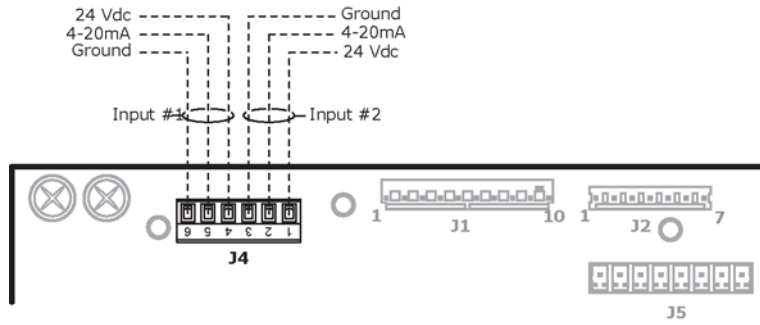 24 Vdc
Ground
4-20mA
4-20mA
Ground
24 Vdc
Input #1
Input #2
6 5 4 3 2 1
J4
1
J1
10
1
J2
7
J5